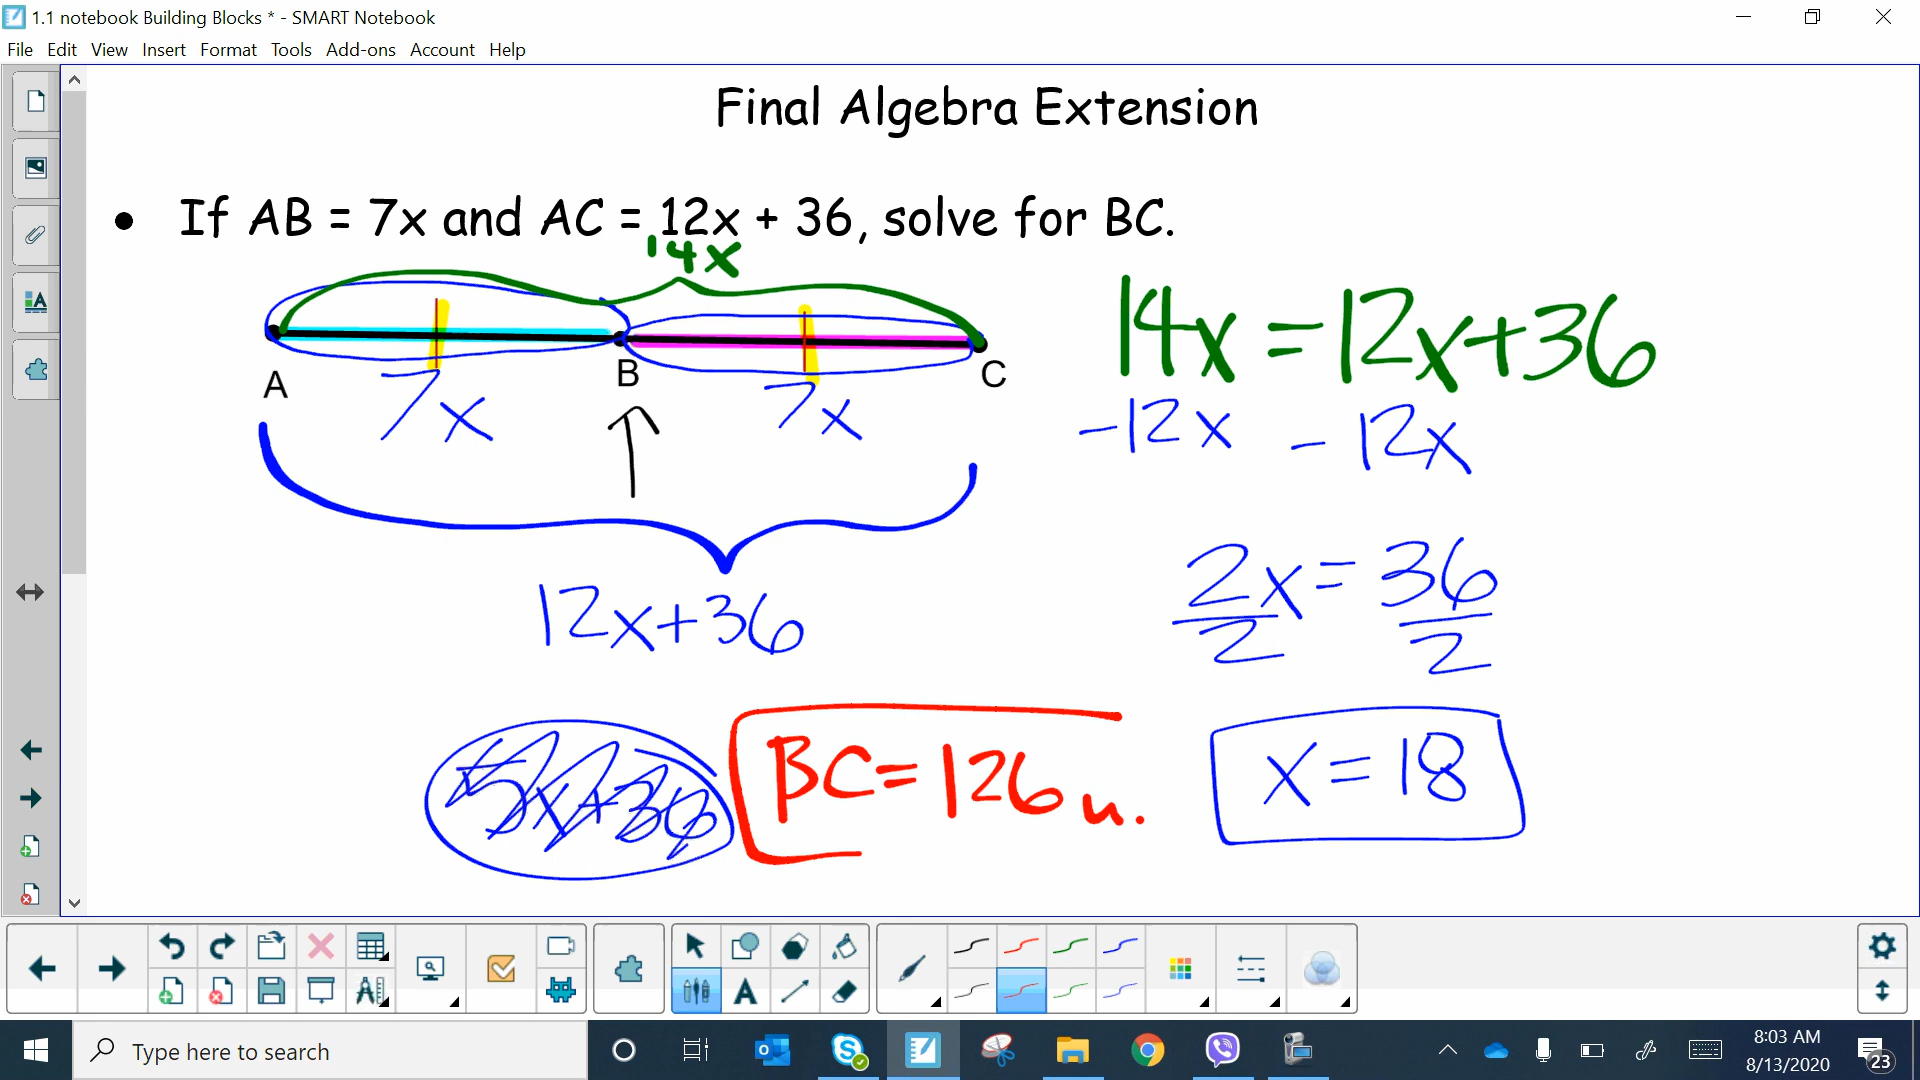 1.1 notebook Building Blocks * - SMART Notebook
File Edit View Insert Format Tools Add-ons Account Help
Final Algebra Extension
• If AB = 7x and AC = 12x + 36, solve for BC.
14x
A B C
7x 7x
12x+36
14x = 12x+36
-12x - 12x
2x = 36
2 2
x = 18
5x+36
BC = 126 u.
Type here to search
8:03 AM
8/13/2020
23